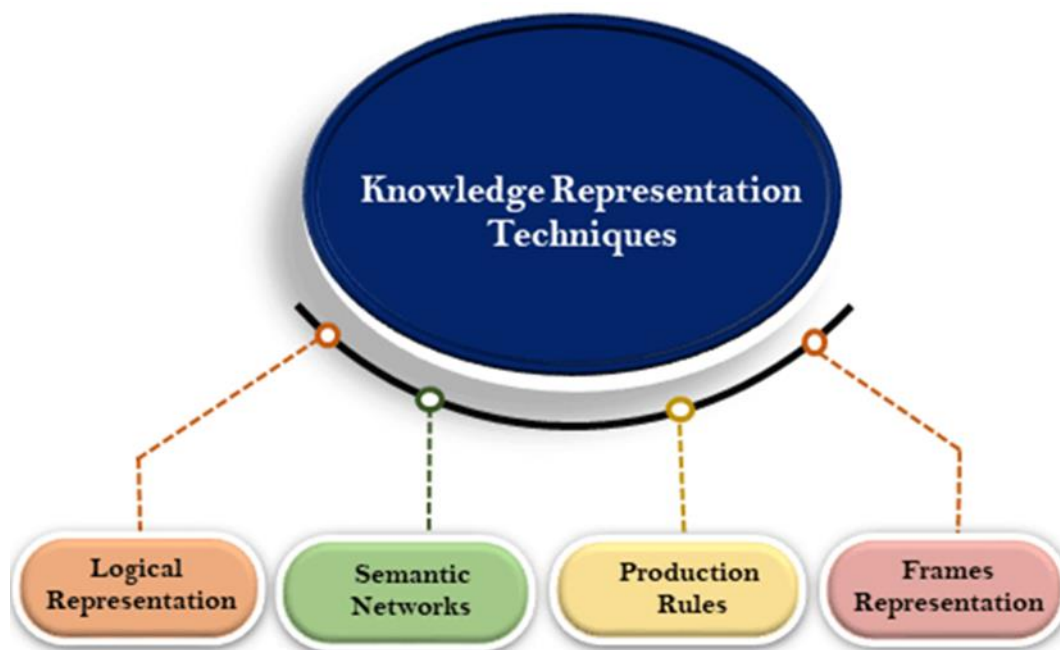 Knowledge Representation
Techniques
Logical
Representation
Semantic
Networks
Production
Rules
Frames
Representation